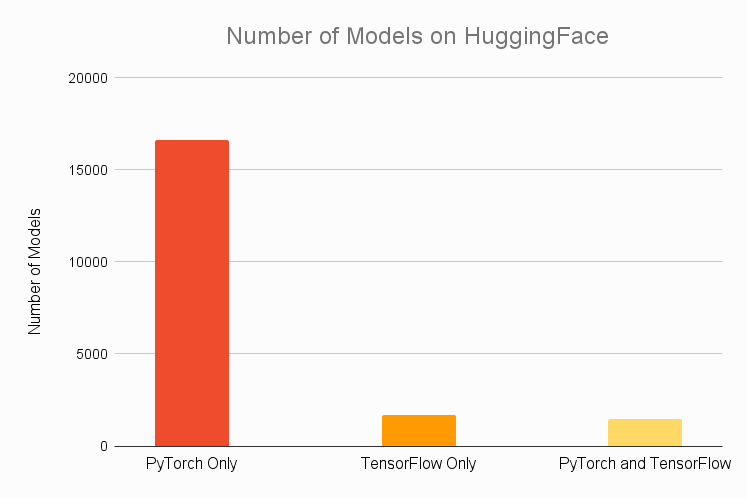 Number of Models on HuggingFace
Number of Models
20000
15000
10000
5000
0
PyTorch Only
TensorFlow Only
PyTorch and TensorFlow